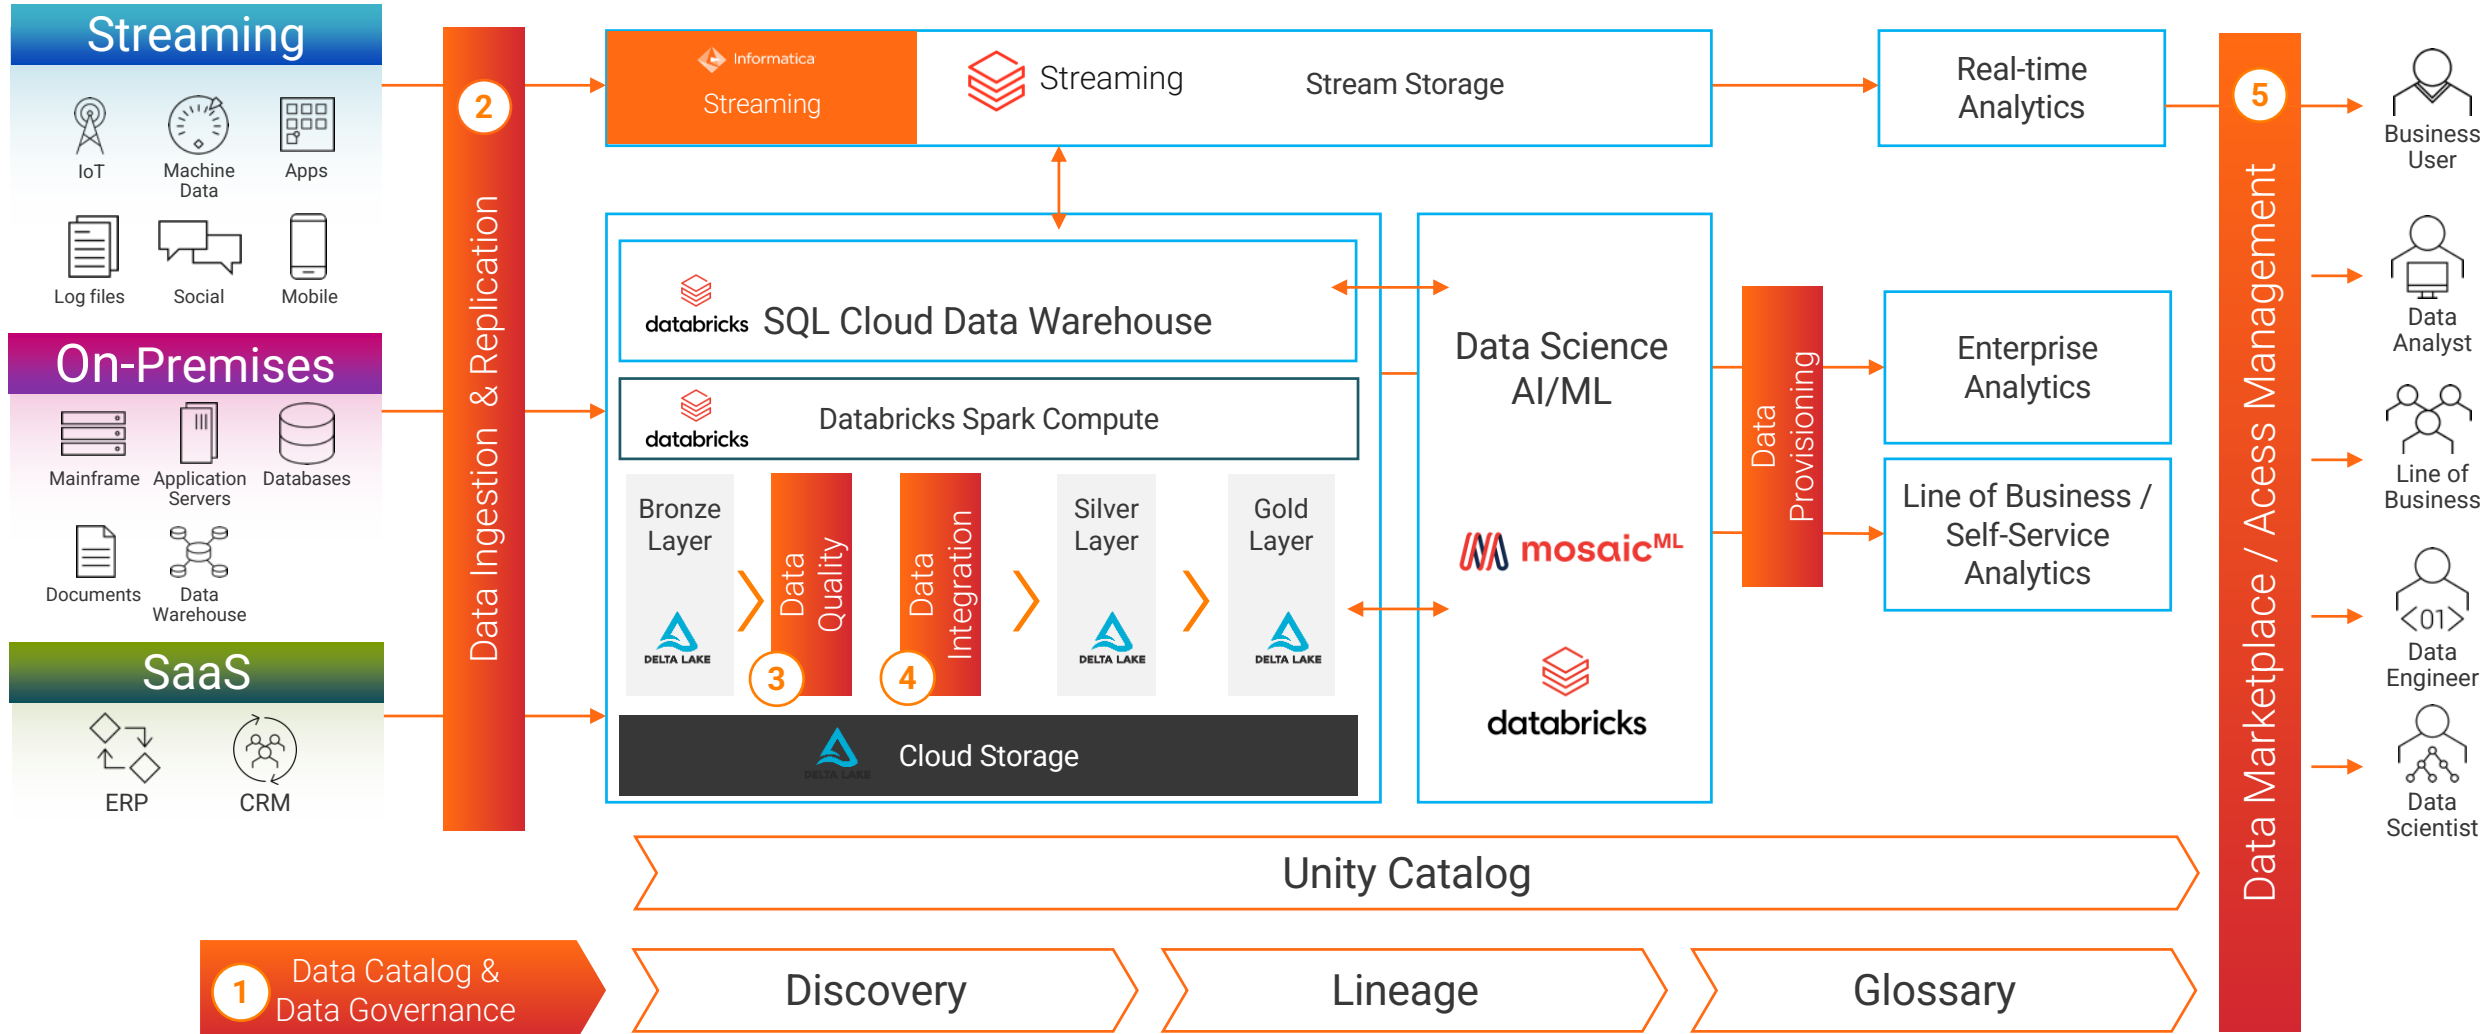 Streaming
IoT
Machine
Data
Apps
Log files
Social
Mobile
On-Premises
Mainframe
Application
Servers
Databases
Documents
Data
Warehouse
SaaS
ERP
CRM
2
Data Ingestion & Replication
Informatica
Streaming
Streaming
Stream Storage
Real-time
Analytics
databricks
SQL Cloud Data Warehouse
databricks
Databricks Spark Compute
Bronze
Layer
DELTA LAKE
Data
Quality
3
Data
Integration
4
Silver
Layer
DELTA LAKE
Gold
Layer
DELTA LAKE
DELTA LAKE
Cloud Storage
Data Science
AI/ML
mosaicML
databricks
Data
Provisioning
Enterprise
Analytics
Line of Business /
Self-Service
Analytics
5
Data Marketplace / Acess Management
Business
User
Data
Analyst
Line of
Business
<01>
Data
Engineer
Data
Scientist
Unity Catalog
1
Data Catalog &
Data Governance
Discovery
Lineage
Glossary